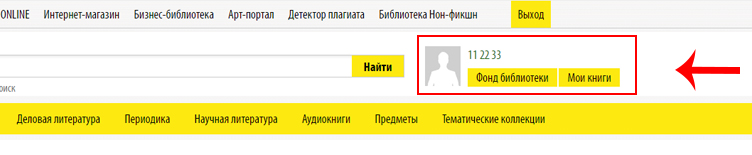 ONLINE Интернет-магазин Бизнес-библиотека Арт-портал Детектор плагиата Библиотека Нон-фикшн Выход
11 22 33
Найти
Фонд библиотеки Мои книги
Деловая литература Периодика Научная литература Аудиокниги Предметы Тематические коллекции